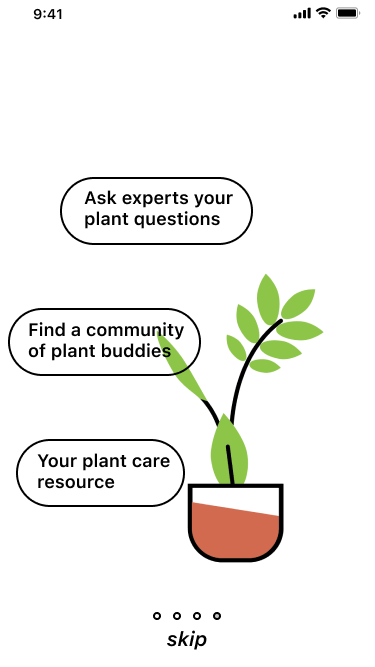 9:41
Ask experts your
plant questions
Find a community
of plant buddies
Your plant care
resource
skip